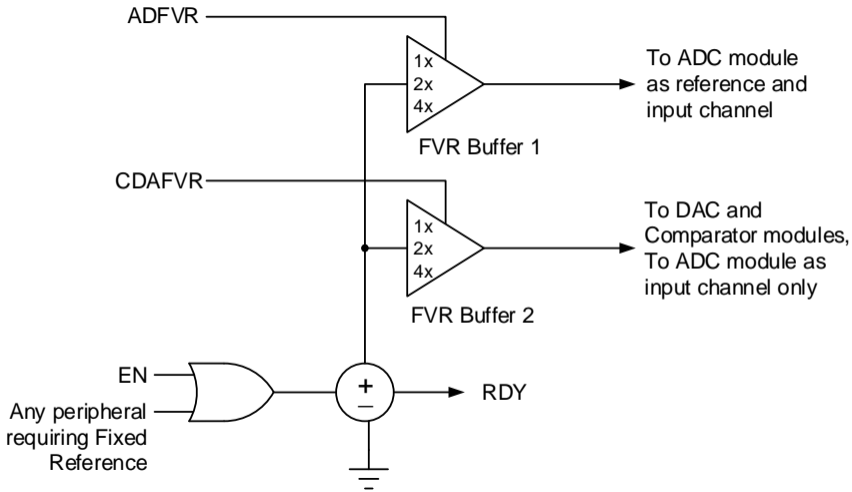 ADFVR
1x
2x
4x
To ADC module
as reference and
input channel
FVR Buffer 1
CDAFVR
1x
2x
4x
To DAC and
Comparator modules,
To ADC module as
input channel only
FVR Buffer 2
EN
Any peripheral
requiring Fixed
Reference
+
_
RDY